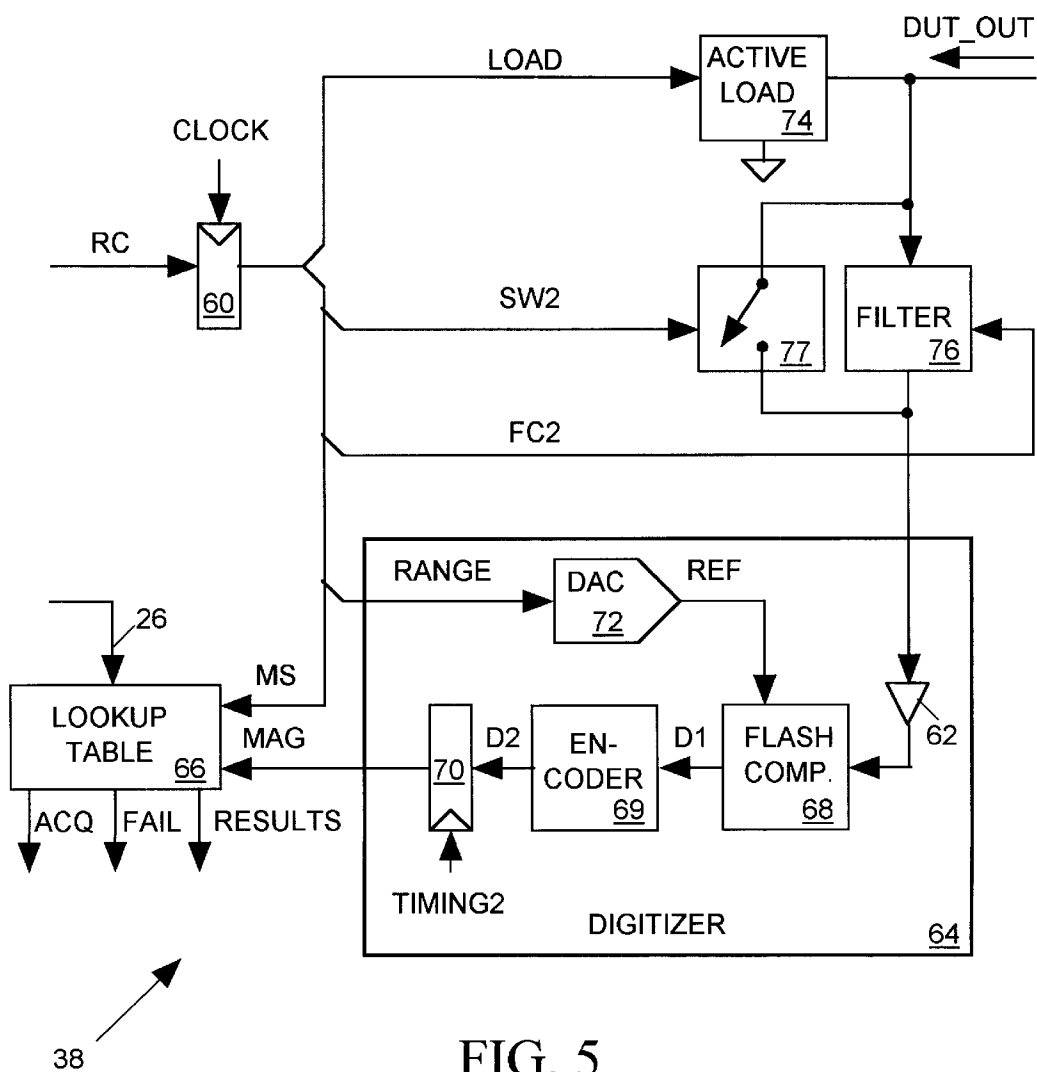 DUT_OUT
LOAD
ACTIVE
LOAD
74
CLOCK
RC
60
SW2
77
FILTER
76
FC2
RANGE
DAC
72
REF
26
MS
LOOKUP
TABLE
66
MAG
70
D2
EN-
CODER
69
D1
FLASH
COMP.
68
62
ACQ
FAIL
RESULTS
TIMING2
DIGITIZER
64
38
FIG. 5